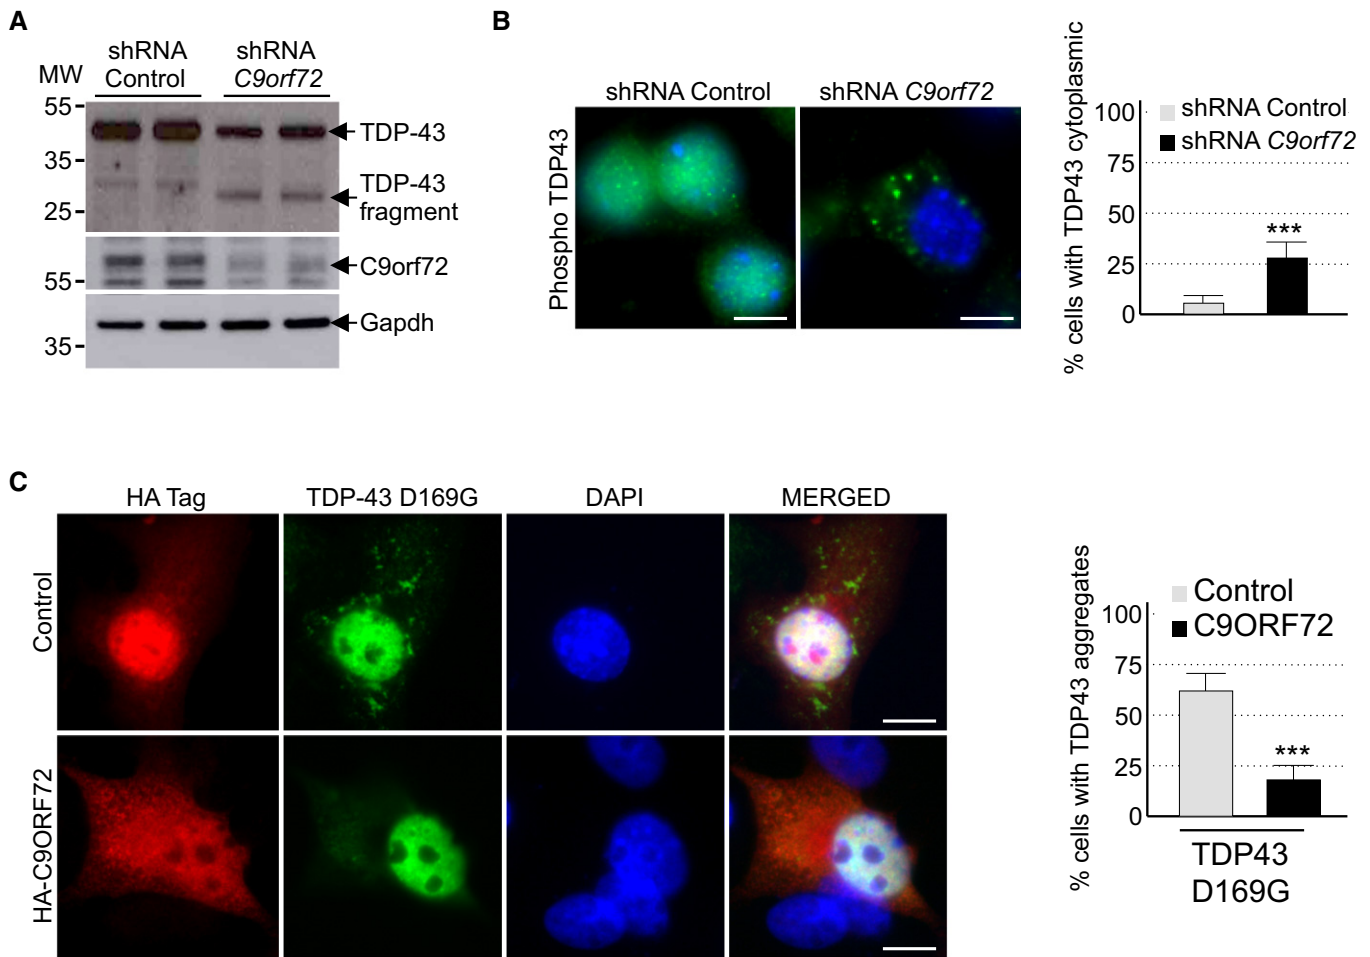 A
shRNA
Control
shRNA
C9orf72
MW
55
35
25
55
35
TDP-43
TDP-43
fragment
C9orf72
Gapdh
B
shRNA Control
shRNA C9orf72
Phospho TDP43
% cells with TDP43 cytoplasmic
100
75
50
25
0
shRNA Control
shRNA C9orf72
***
C
HA Tag
TDP-43 D169G
DAPI
MERGED
Control
HA-C9ORF72
% cells with TDP43 aggregates
100
75
50
25
0
Control
C9ORF72
***
TDP43
D169G